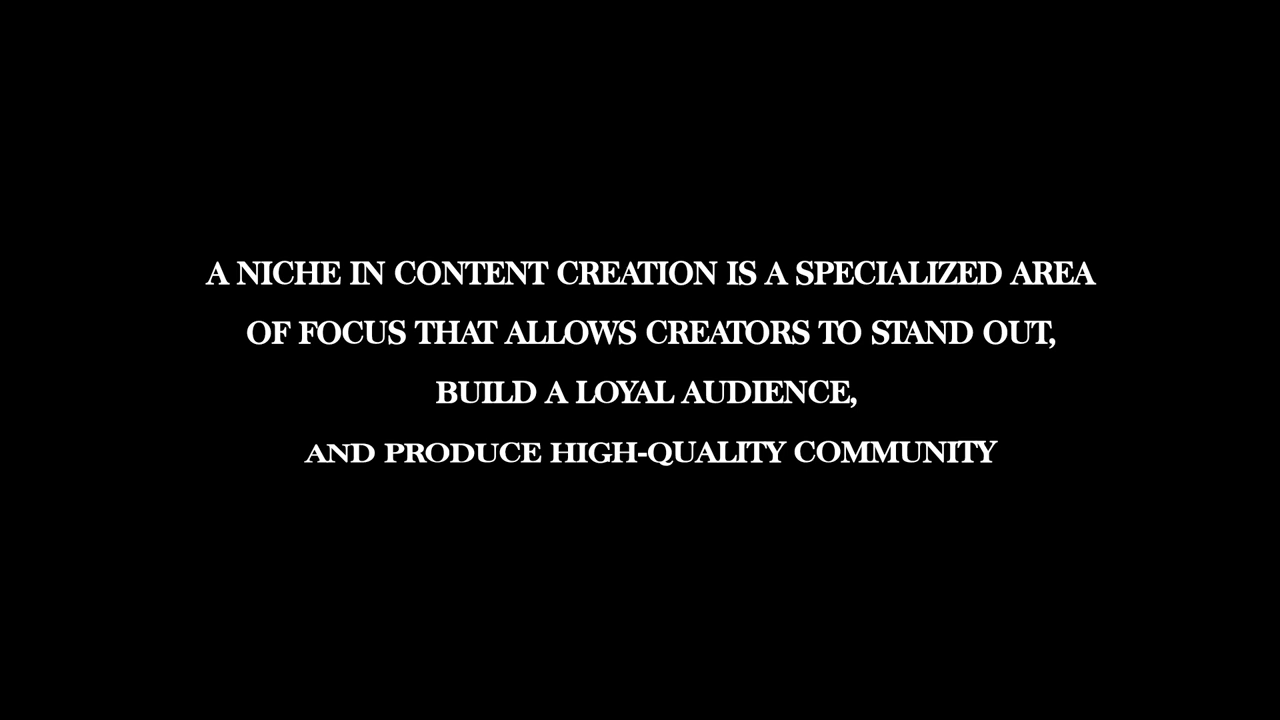 A NICHE IN CONTENT CREATION IS A SPECIALIZED AREA
OF FOCUS THAT ALLOWS CREATORS TO STAND OUT,
BUILD A LOYAL AUDIENCE,
AND PRODUCE HIGH-QUALITY COMMUNITY